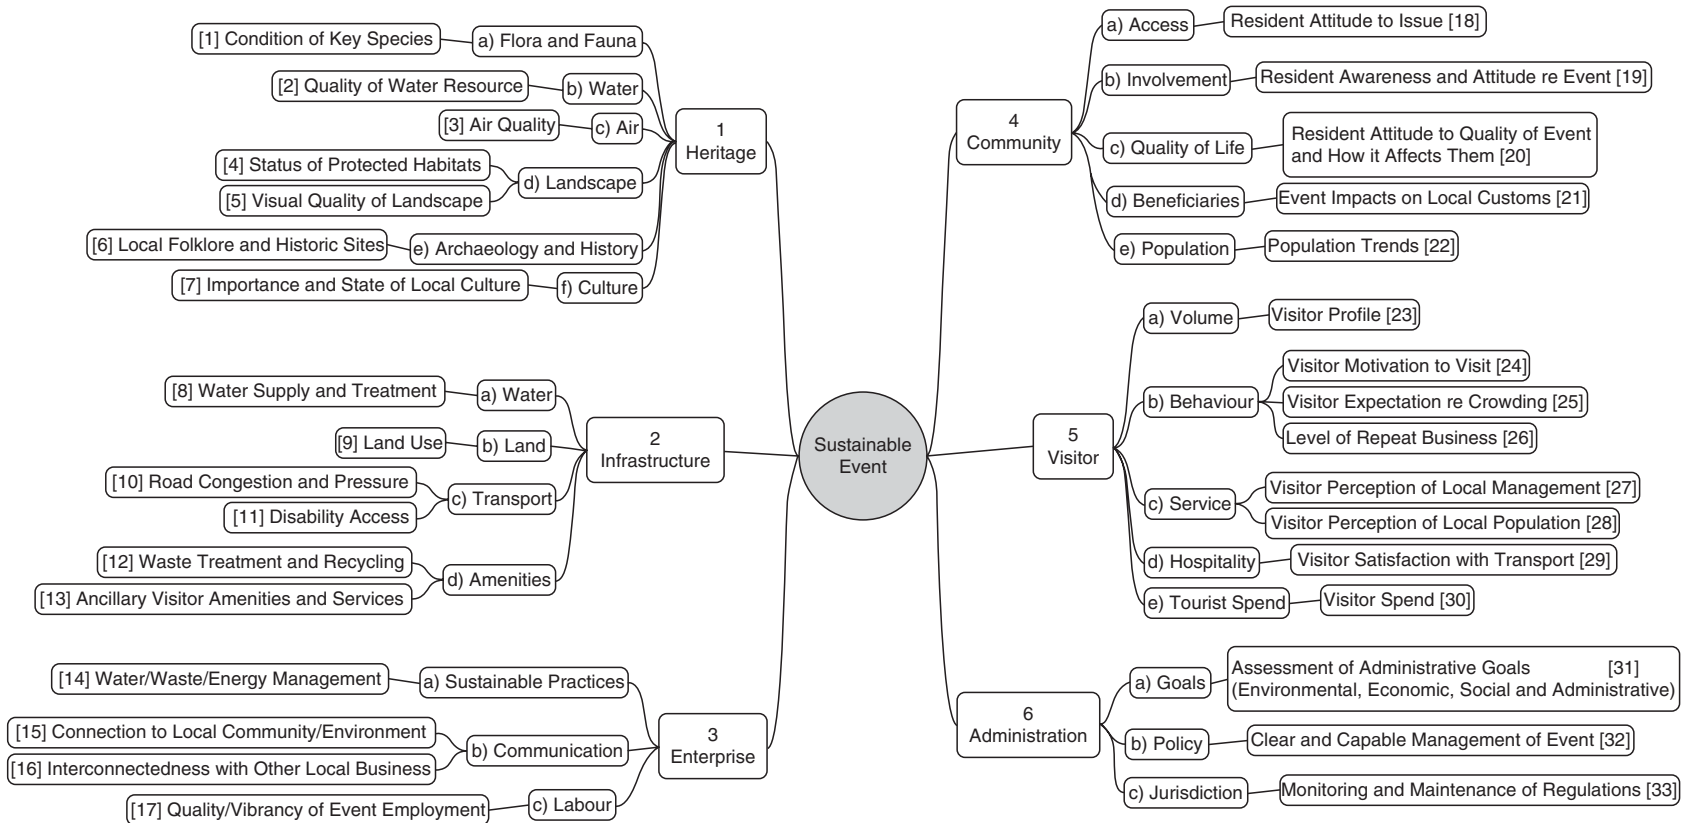 Sustainable
Event
1
Heritage
a) Flora and Fauna
[1] Condition of Key Species
b) Water
[2] Quality of Water Resource
c) Air
[3] Air Quality
d) Landscape
[4] Status of Protected Habitats
[5] Visual Quality of Landscape
e) Archaeology and History
[6] Local Folklore and Historic Sites
f) Culture
[7] Importance and State of Local Culture
2
Infrastructure
a) Water
[8] Water Supply and Treatment
b) Land
[9] Land Use
c) Transport
[10] Road Congestion and Pressure
[11] Disability Access
d) Amenities
[12] Waste Treatment and Recycling
[13] Ancillary Visitor Amenities and Services
3
Enterprise
a) Sustainable Practices
[14] Water/Waste/Energy Management
b) Communication
[15] Connection to Local Community/Environment
[16] Interconnectedness with Other Local Business
c) Labour
[17] Quality/Vibrancy of Event Employment
4
Community
a) Access
Resident Attitude to Issue [18]
b) Involvement
Resident Awareness and Attitude re Event [19]
c) Quality of Life
Resident Attitude to Quality of Event
and How it Affects Them [20]
d) Beneficiaries
Event Impacts on Local Customs [21]
e) Population
Population Trends [22]
5
Visitor
a) Volume
Visitor Profile [23]
b) Behaviour
Visitor Motivation to Visit [24]
Visitor Expectation re Crowding [25]
Level of Repeat Business [26]
c) Service
Visitor Perception of Local Management [27]
Visitor Perception of Local Population [28]
d) Hospitality
Visitor Satisfaction with Transport [29]
e) Tourist Spend
Visitor Spend [30]
6
Administration
a) Goals
Assessment of Administrative Goals [31]
(Environmental, Economic, Social and Administrative)
b) Policy
Clear and Capable Management of Event [32]
c) Jurisdiction
Monitoring and Maintenance of Regulations [33]